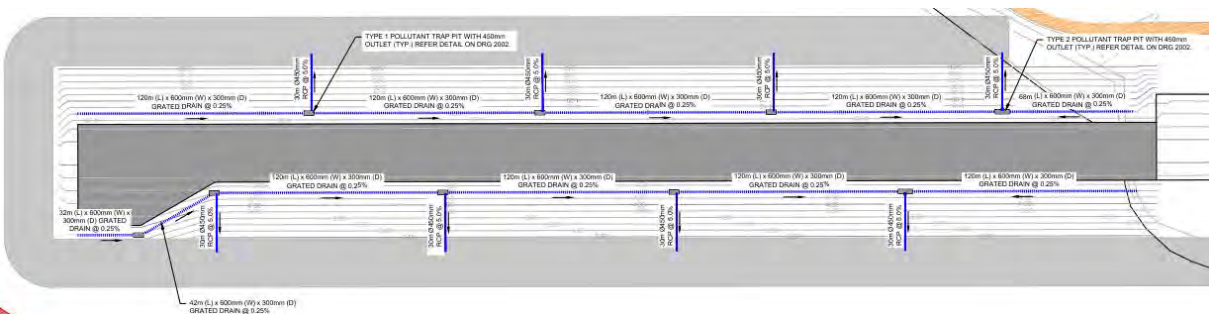 TYPE 1 POLLUTANT TRAP PIT WITH 450mm
OUTLET (TYP.) REFER DETAIL ON DRG 2002.
TYPE 2 POLLUTANT TRAP PIT WITH 450mm
OUTLET (TYP.) REFER DETAIL ON DRG 2002.
30m Ø450mm
RCP @ 5.0%
30m Ø450mm
RCP @ 5.0%
30m Ø450mm
RCP @ 5.0%
30m Ø450mm
RCP @ 5.0%
120m (L) x 600mm (W) x 300mm (D)
GRATED DRAIN @ 0.25%
120m (L) x 600mm (W) x 300mm (D)
GRATED DRAIN @ 0.25%
120m (L) x 600mm (W) x 300mm (D)
GRATED DRAIN @ 0.25%
120m (L) x 600mm (W) x 300mm (D)
GRATED DRAIN @ 0.25%
68m (L) x 600mm (W) x 300mm (D)
GRATED DRAIN @ 0.25%
120m (L) x 600mm (W) x 300mm (D)
GRATED DRAIN @ 0.25%
120m (L) x 600mm (W) x 300mm (D)
GRATED DRAIN @ 0.25%
120m (L) x 600mm (W) x 300mm (D)
GRATED DRAIN @ 0.25%
120m (L) x 600mm (W) x 300mm (D)
GRATED DRAIN @ 0.25%
32m (L) x 600mm (W) x
300mm (D) GRATED
DRAIN @ 0.25%
30m Ø450mm
RCP @ 5.0%
30m Ø450mm
RCP @ 5.0%
30m Ø450mm
RCP @ 5.0%
30m Ø450mm
RCP @ 5.0%
42m (L) x 600mm (W) x 300mm (D)
GRATED DRAIN @ 0.25%